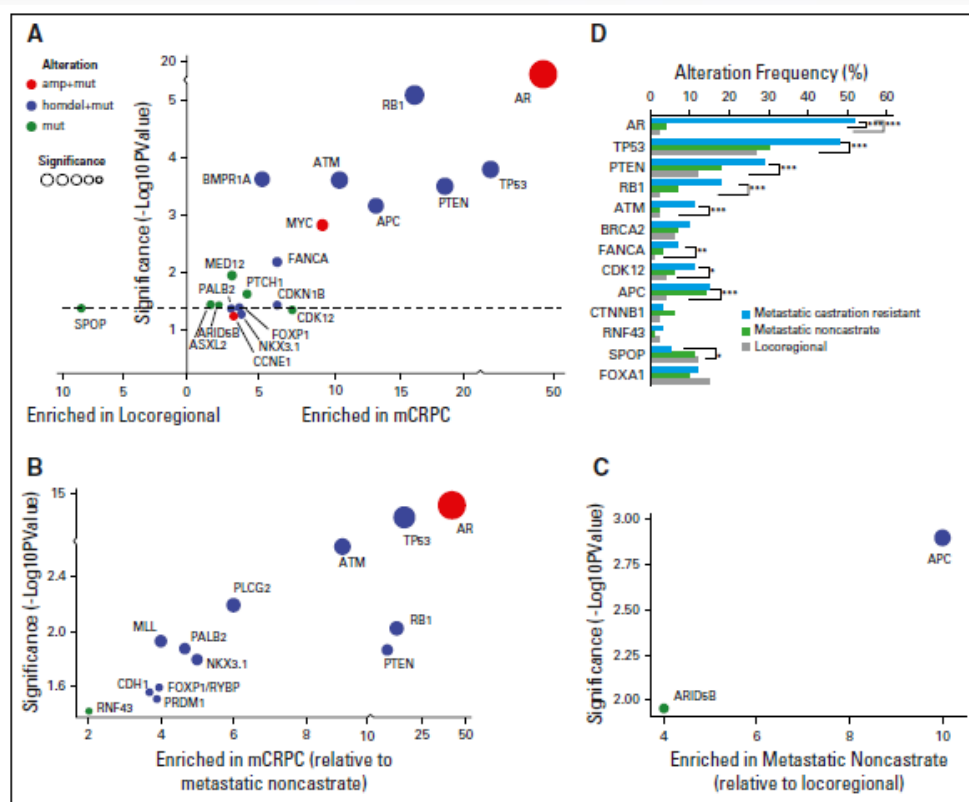 A
Alteration
amp+mut
homdel+mut
mut
Significance
Significance (-Log10PValue)
20
5
4
3
2
1
AR
RB1
ATM
BMPR1A
TP53
PTEN
APC
MYC
FANCA
MED12
PTCH1
PALB2
CDKN1B
CDK12
SPOP
FOXP1
ARID5B
NKX3.1
ASXL2
CCNE1
10 5 0 5 10 15 20 50
Enriched in Locoregional Enriched in mCRPC
D
Alteration Frequency (%)
0 10 20 30 40 50 60
AR ******
TP53 ***
PTEN ***
RB1 ***
ATM ***
BRCA2
FANCA **
CDK12 *
APC ***
CTNNB1
RNF43
SPOP *
FOXA1
Metastatic castration resistant
Metastatic noncastrate
Locoregional
B
Significance (-Log10PValue)
15
2.4
2.0
1.6
AR
TP53
ATM
PLCG2
RB1
MLL
PALB2
PTEN
NKX3.1
CDH1
FOXP1/RYBP
PRDM1
RNF43
2 4 6 8 10 25 50
Enriched in mCRPC (relative to
metastatic noncastrate)
C
Significance (-Log10PValue)
3.00
2.75
2.50
2.25
2.00
APC
ARID5B
4 6 8 10
Enriched in Metastatic Noncastrate
(relative to locoregional)